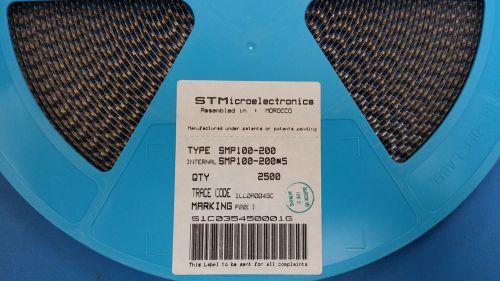 STMicroelectronics
Assembled in : MOROCCO
Manufactured under patents or patents pending
TYPE SMP100-200
INTERNAL SMP100-200*5
QTY 2500
TRACE CODE
MARKING
S1C035450001G
This Label to be sent for all complaints